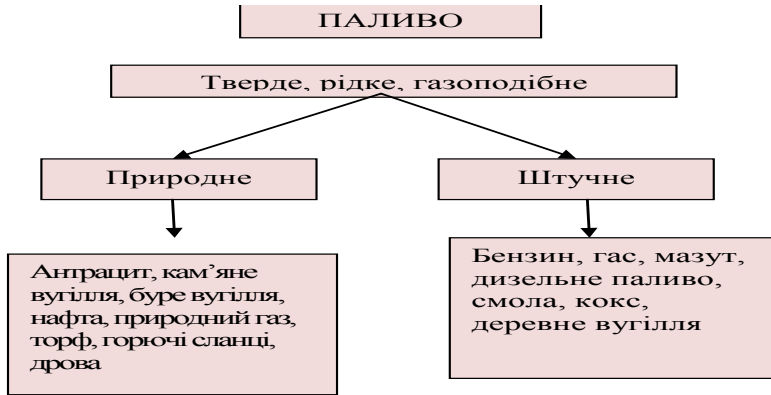 ПАЛИВО
Тверде, рідке, газоподібне
Природне
Штучне
Антрацит, кам’яне
вугілля, буре вугілля,
нафта, природний газ,
торф, горючі сланці,
дрова
Бензин, гас, мазут,
дизельне паливо,
смола, кокс,
деревне вугілля